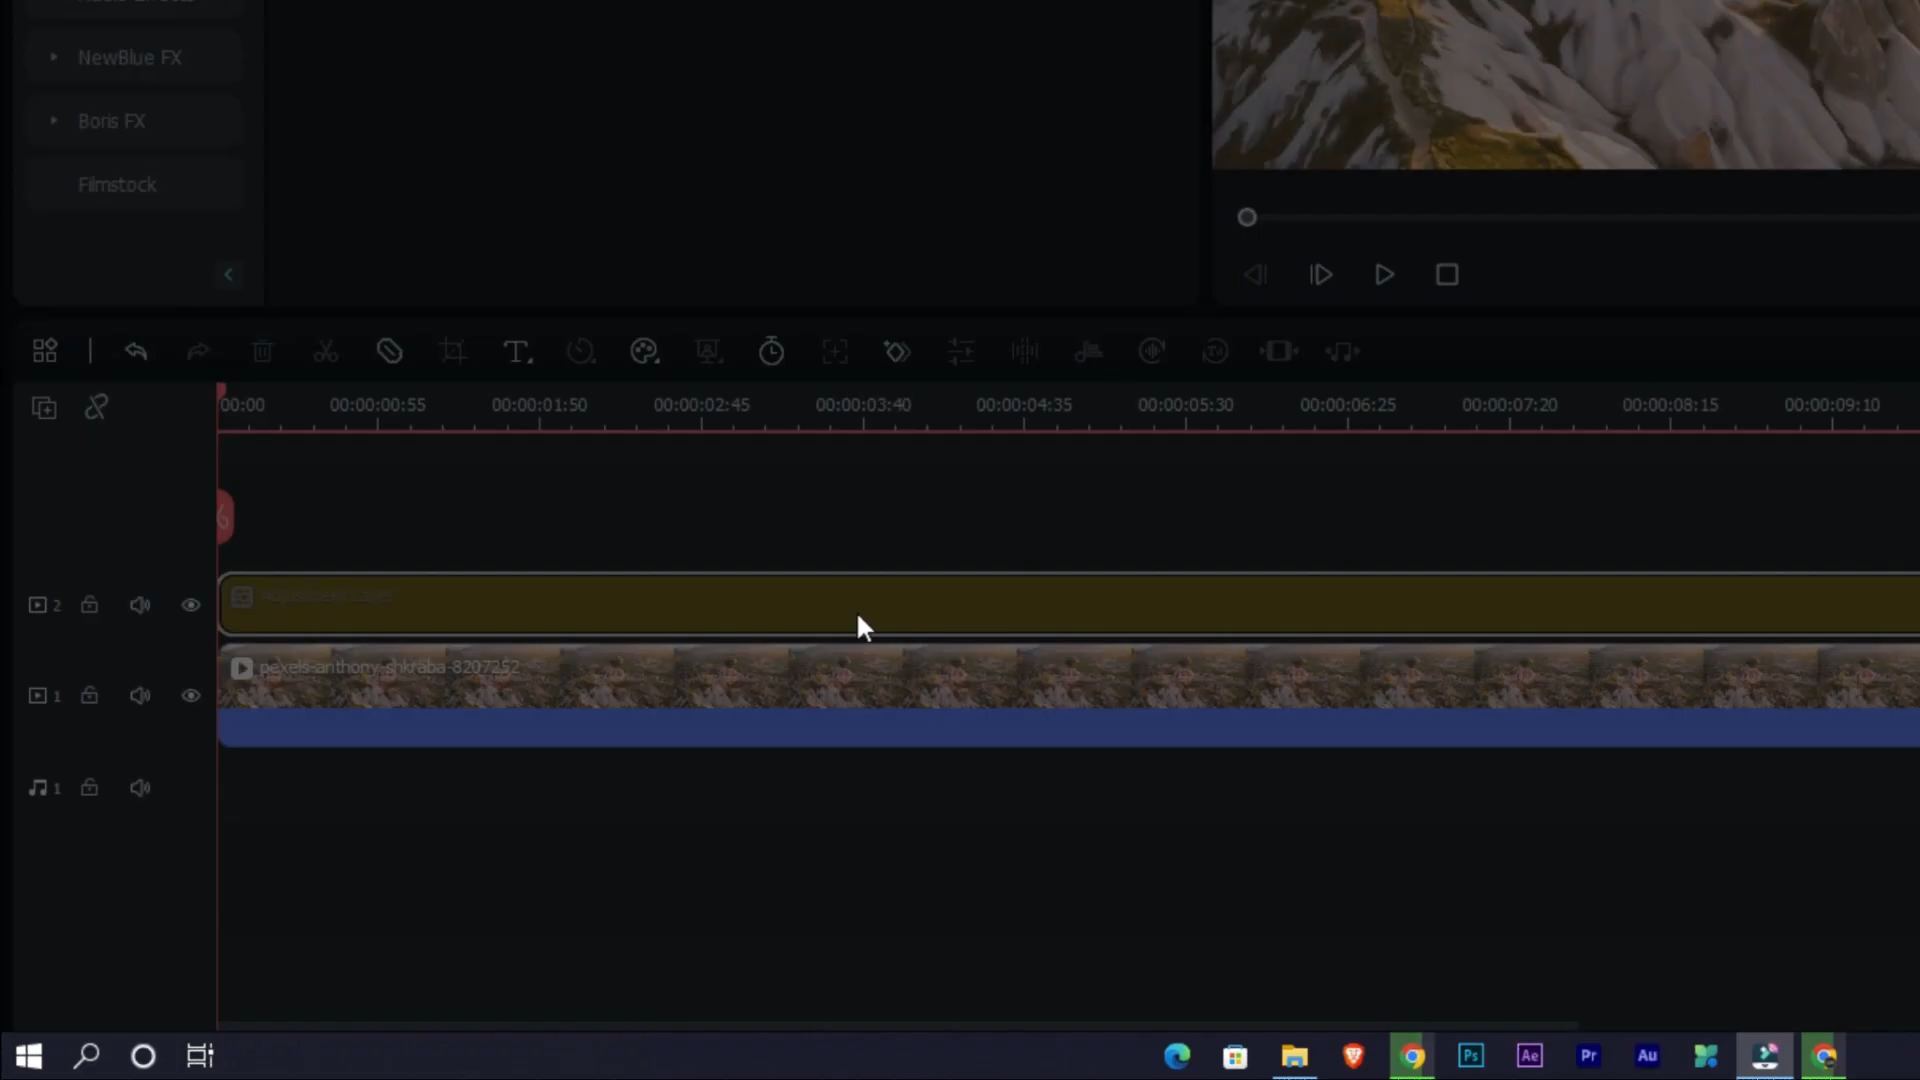 NewBlue FX
Boris FX
Filmstock
00:00 00:00:00:55 00:00:01:50 00:00:02:45 00:00:03:40 00:00:04:35 00:00:05:30 00:00:06:25 00:00:07:20 00:00:08:15 00:00:09:10
2
Adjustment Layer
pexels-anthony-shkraba-8207252
1
1
Ps Ae Pr Au